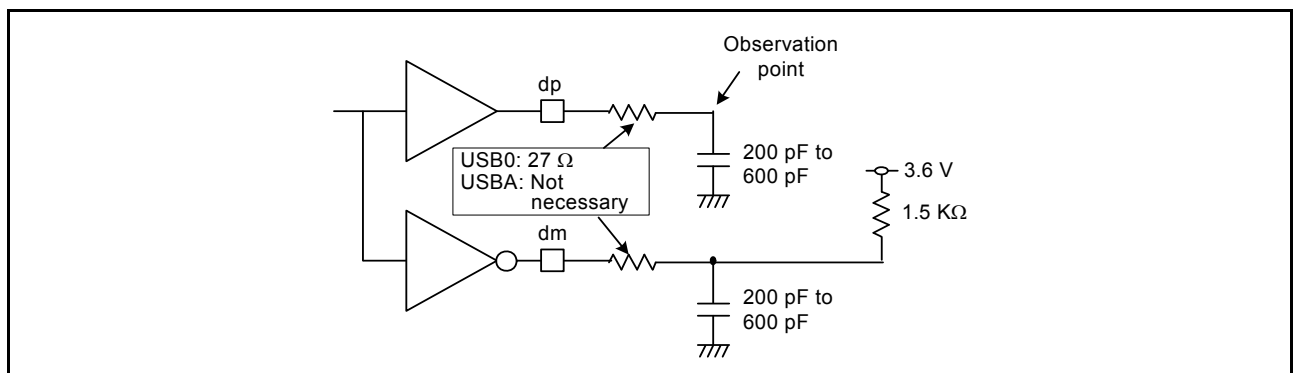 Observation
point
dp
200 pF to
600 pF
USB0: 27 Ω
USBA: Not
necessary
3.6 V
1.5 KΩ
dm
200 pF to
600 pF